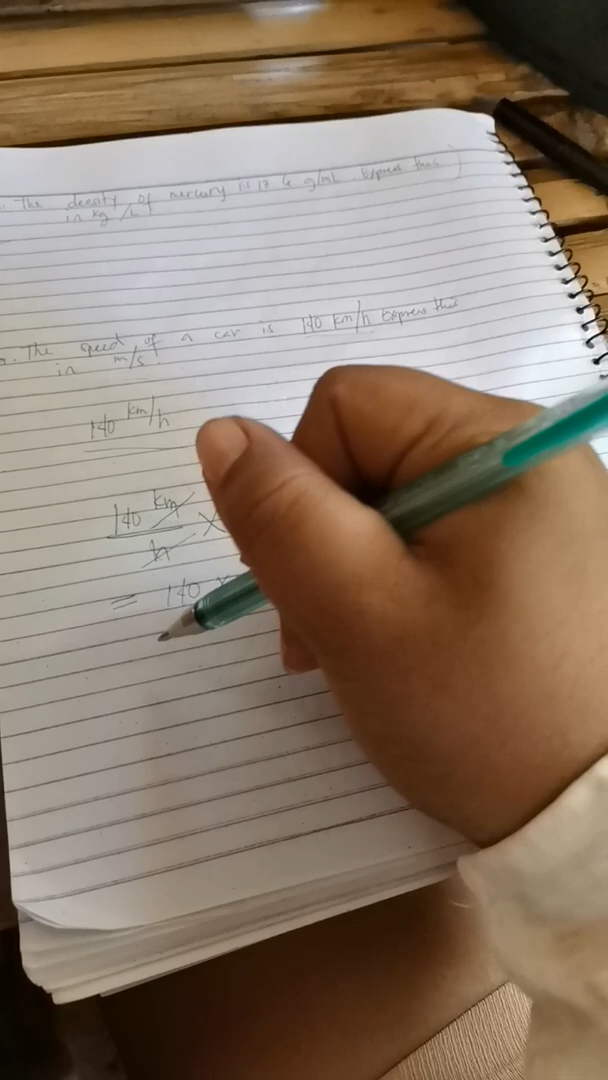 . The density of mercury is 13.6 g/mL. Express this
in kg/L
. The speed of a car is 140 km/h Express this
in m/s.
140 km/h
140 km X
h
= 140 x